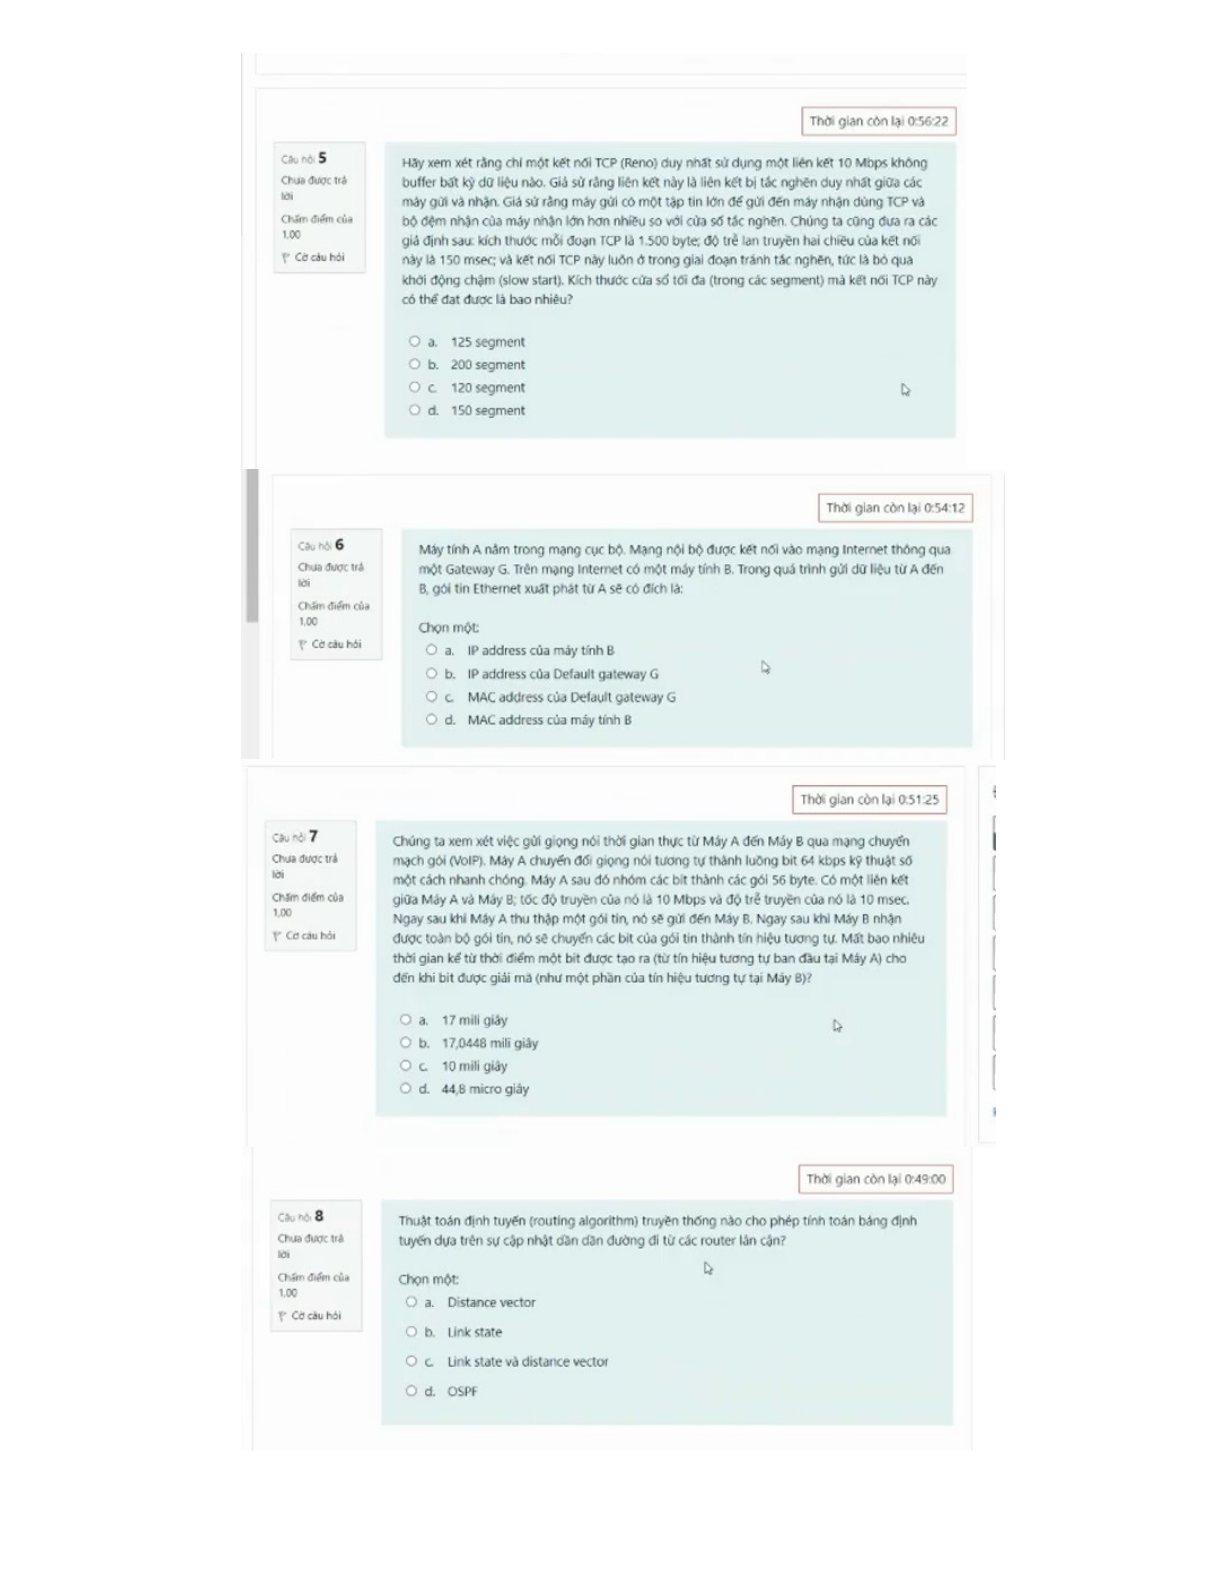 Thời gian còn lại 0:56:22
Câu hỏi 5
Chưa được trả
lời
Chấm điểm của
1,00
Cờ câu hỏi
Hãy xem xét rằng chỉ một kết nối TCP (Reno) duy nhất sử dụng một liên kết 10 Mbps không
buffer bất kỳ dữ liệu nào. Giả sử rằng liên kết này là liên kết bị tắc nghẽn duy nhất giữa các
máy gửi và nhận. Giả sử rằng máy gửi có một tập tin lớn để gửi đến máy nhận dùng TCP và
bộ đệm nhận của máy nhận lớn hơn nhiều so với cửa sổ tắc nghẽn. Chúng ta cũng đưa ra các
giả định sau: kích thước mỗi đoạn TCP là 1.500 byte; độ trễ lan truyền hai chiều của kết nối
này là 150 msec; và kết nối TCP này luôn ở trong giai đoạn tránh tắc nghẽn, tức là bỏ qua
khởi động chậm (slow start). Kích thước cửa sổ tối đa (trong các segment) mà kết nối TCP này
có thể đạt được là bao nhiêu?
a. 125 segment
b. 200 segment
c. 120 segment
d. 150 segment
Thời gian còn lại 0:54:12
Câu hỏi 6
Chưa được trả
lời
Chấm điểm của
1,00
Cờ câu hỏi
Máy tính A nằm trong mạng cục bộ. Mạng nội bộ được kết nối vào mạng Internet thông qua
một Gateway G. Trên mạng Internet có một máy tính B. Trong quá trình gửi dữ liệu từ A đến
B, gói tin Ethernet xuất phát từ A sẽ có đích là:
Chọn một:
a. IP address của máy tính B
b. IP address của Default gateway G
c. MAC address của Default gateway G
d. MAC address của máy tính B
Thời gian còn lại 0:51:25
Câu hỏi 7
Chưa được trả
lời
Chấm điểm của
1,00
Cờ câu hỏi
Chúng ta xem xét việc gửi giọng nói thời gian thực từ Máy A đến Máy B qua mạng chuyển
mạch gói (VoIP). Máy A chuyển đổi giọng nói tương tự thành luồng bit 64 kbps kỹ thuật số
một cách nhanh chóng. Máy A sau đó nhóm các bit thành các gói 56 byte. Có một liên kết
giữa Máy A và Máy B; tốc độ truyền của nó là 10 Mbps và độ trễ truyền của nó là 10 msec.
Ngay sau khi Máy A thu thập một gói tin, nó sẽ gửi đến Máy B. Ngay sau khi Máy B nhận
được toàn bộ gói tin, nó sẽ chuyển các bit của gói tin thành tín hiệu tương tự. Mất bao nhiêu
thời gian kể từ thời điểm một bit được tạo ra (từ tín hiệu tương tự ban đầu tại Máy A) cho
đến khi bit được giải mã (như một phần của tín hiệu tương tự tại Máy B)?
a. 17 mili giây
b. 17,0448 mili giây
c. 10 mili giây
d. 44,8 micro giây
Thời gian còn lại 0:49:00
Câu hỏi 8
Chưa được trả
lời
Chấm điểm của
1,00
Cờ câu hỏi
Thuật toán định tuyến (routing algorithm) truyền thống nào cho phép tính toán bảng định
tuyến dựa trên sự cập nhật dần dần đường đi từ các router lân cận?
Chọn một:
a. Distance vector
b. Link state
c. Link state và distance vector
d. OSPF